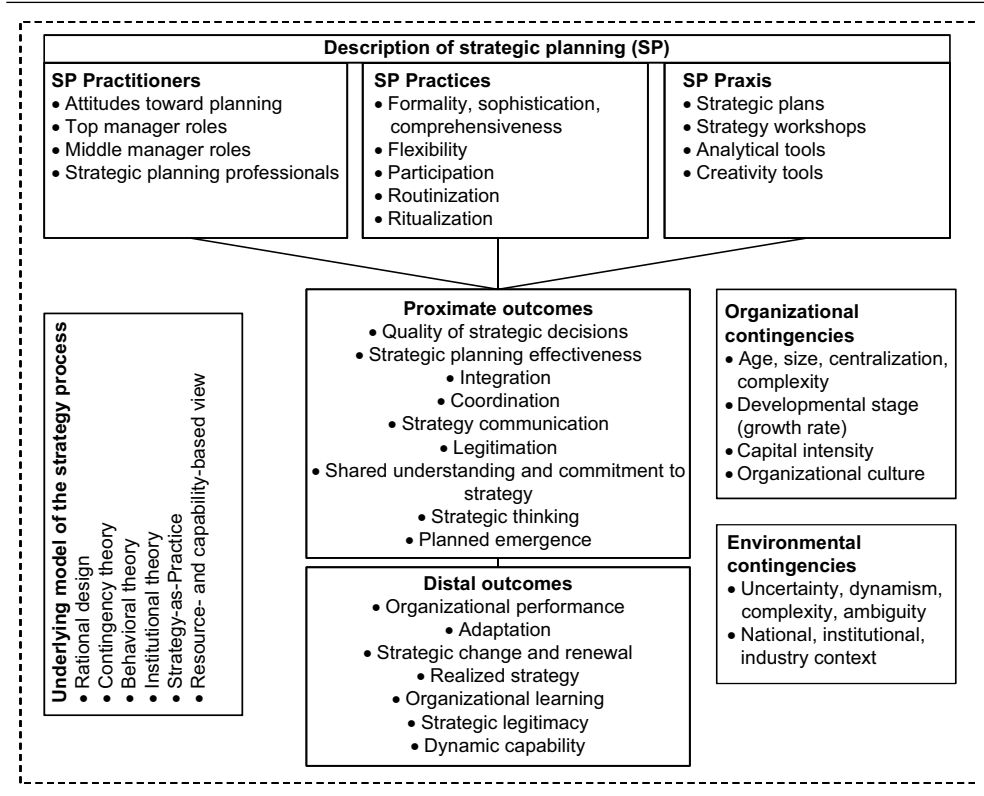 Description of strategic planning (SP)
SP Practitioners
• Attitudes toward planning
• Top manager roles
• Middle manager roles
• Strategic planning professionals
SP Practices
• Formality, sophistication,
comprehensiveness
• Flexibility
• Participation
• Routinization
• Ritualization
SP Praxis
• Strategic plans
• Strategy workshops
• Analytical tools
• Creativity tools
Underlying model of the strategy process
• Rational design
• Contingency theory
• Behavioral theory
• Institutional theory
• Strategy-as-Practice
• Resource- and capability-based view
Proximate outcomes
• Quality of strategic decisions
• Strategic planning effectiveness
• Integration
• Coordination
• Strategy communication
• Legitimation
• Shared understanding and commitment to
strategy
• Strategic thinking
• Planned emergence
Distal outcomes
• Organizational performance
• Adaptation
• Strategic change and renewal
• Realized strategy
• Organizational learning
• Strategic legitimacy
• Dynamic capability
Organizational
contingencies
• Age, size, centralization,
complexity
• Developmental stage
(growth rate)
• Capital intensity
• Organizational culture
Environmental
contingencies
• Uncertainty, dynamism,
complexity, ambiguity
• National, institutional,
industry context